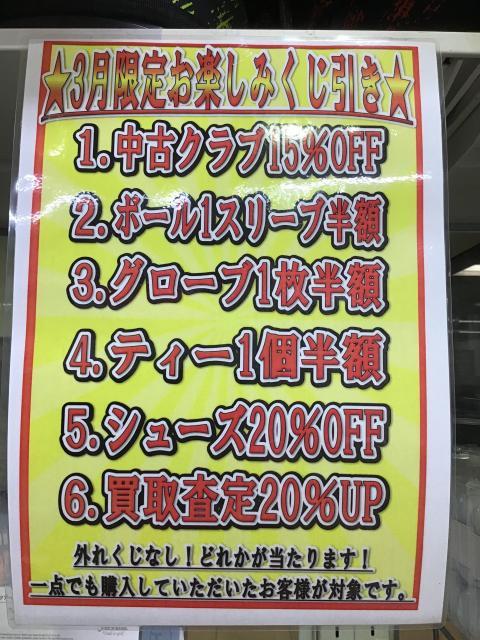 ★3月限定お楽しみくじ引き★
1.中古クラブ15%OFF
2.ボール1スリーブ半額
3.グローブ1枚半額
4.ティー1個半額
5.シューズ20%OFF
6.買取査定20%UP
外れくじなし！どれかが当たります！
一点でも購入していただいたお客様が対象です。